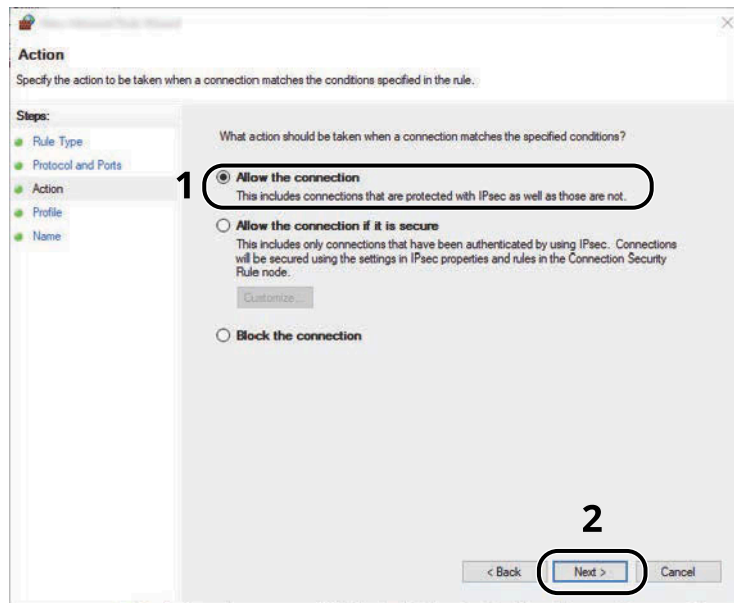 Action
Specify the action to be taken when a connection matches the conditions specified in the rule.
Steps:
Rule Type
Protocol and Ports
Action
Profile
Name
What action should be taken when a connection matches the specified conditions?
1
Allow the connection
This includes connections that are protected with IPsec as well as those are not.
Allow the connection if it is secure
This includes only connections that have been authenticated by using IPsec. Connections
will be secured using the settings in IPsec properties and rules in the Connection Security
Rule node.
Customize...
Block the connection
2
< Back
Next >
Cancel